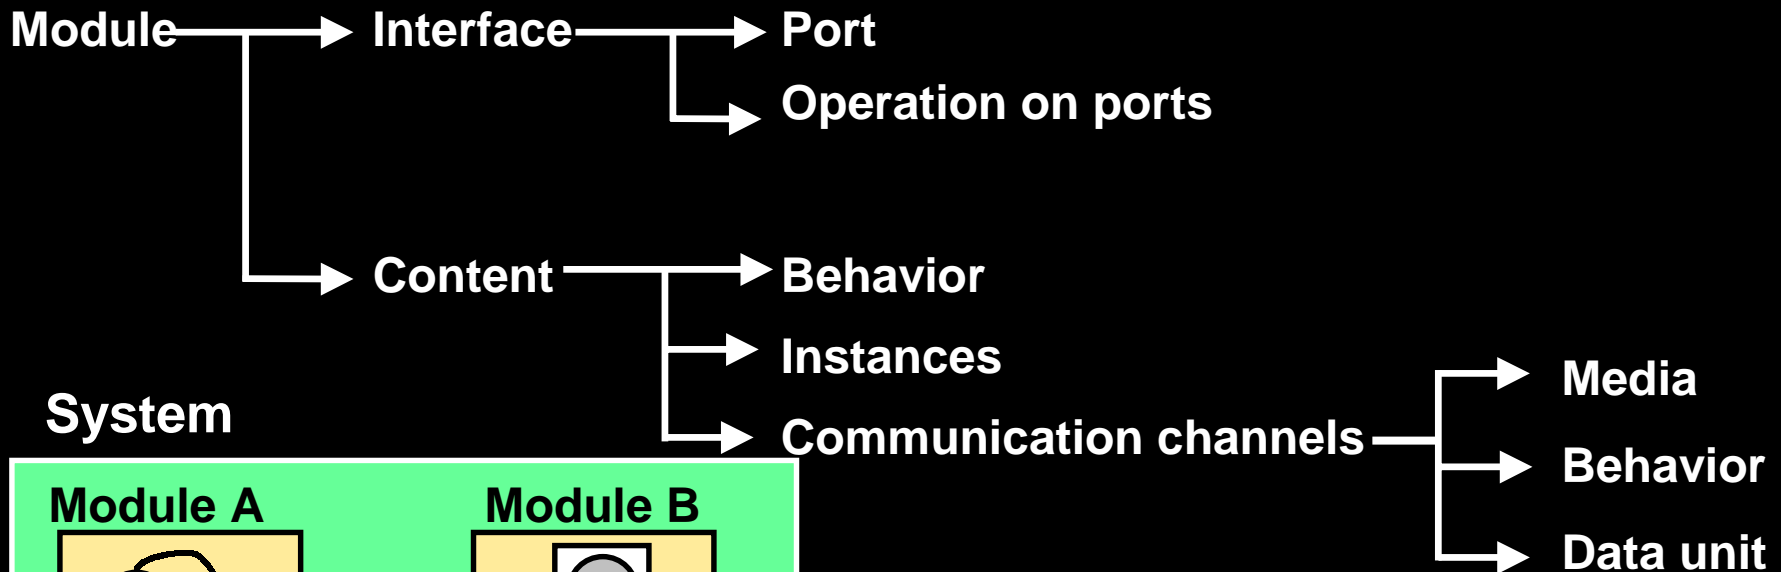 Module
Interface
Port
Operation on ports
Content
Behavior
Instances
Communication channels
Media
Behavior
Data unit
System
Module A
Module B